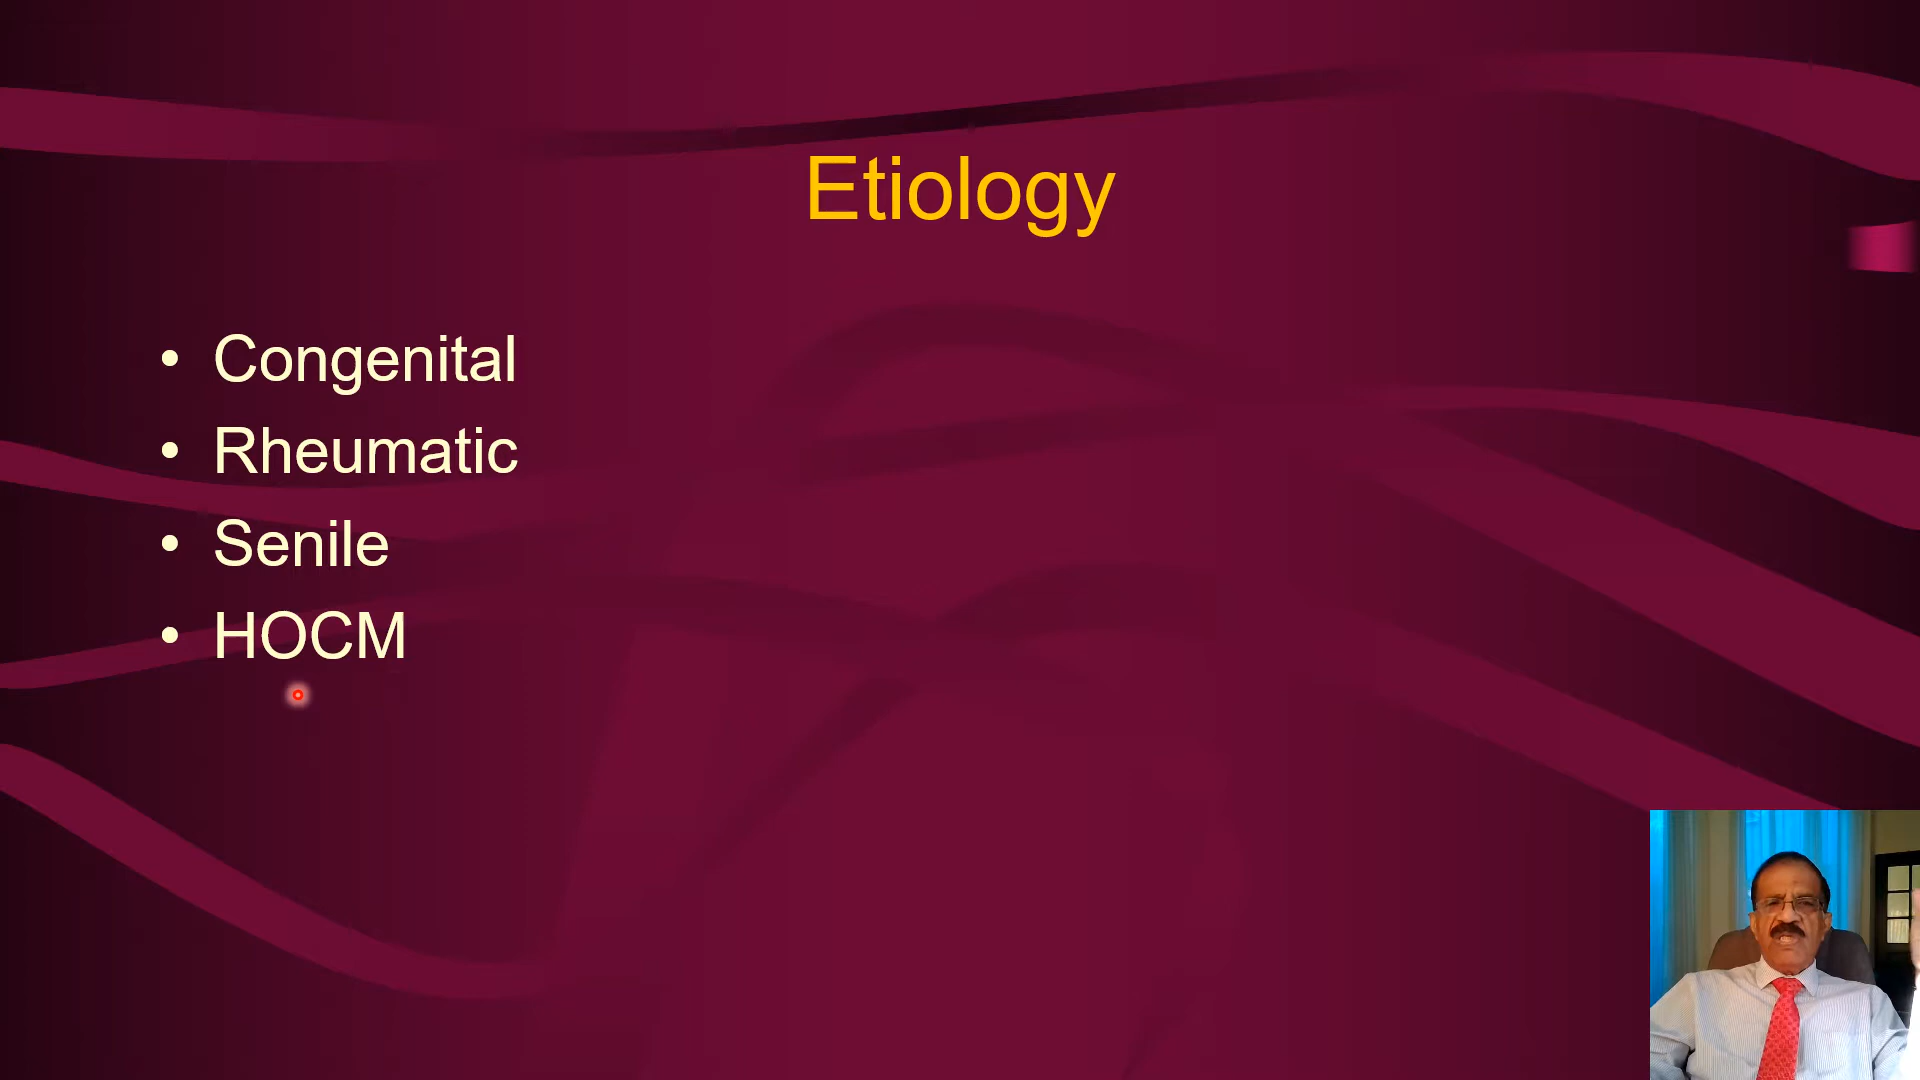 Etiology
• Congenital
• Rheumatic
• Senile
• HOCM